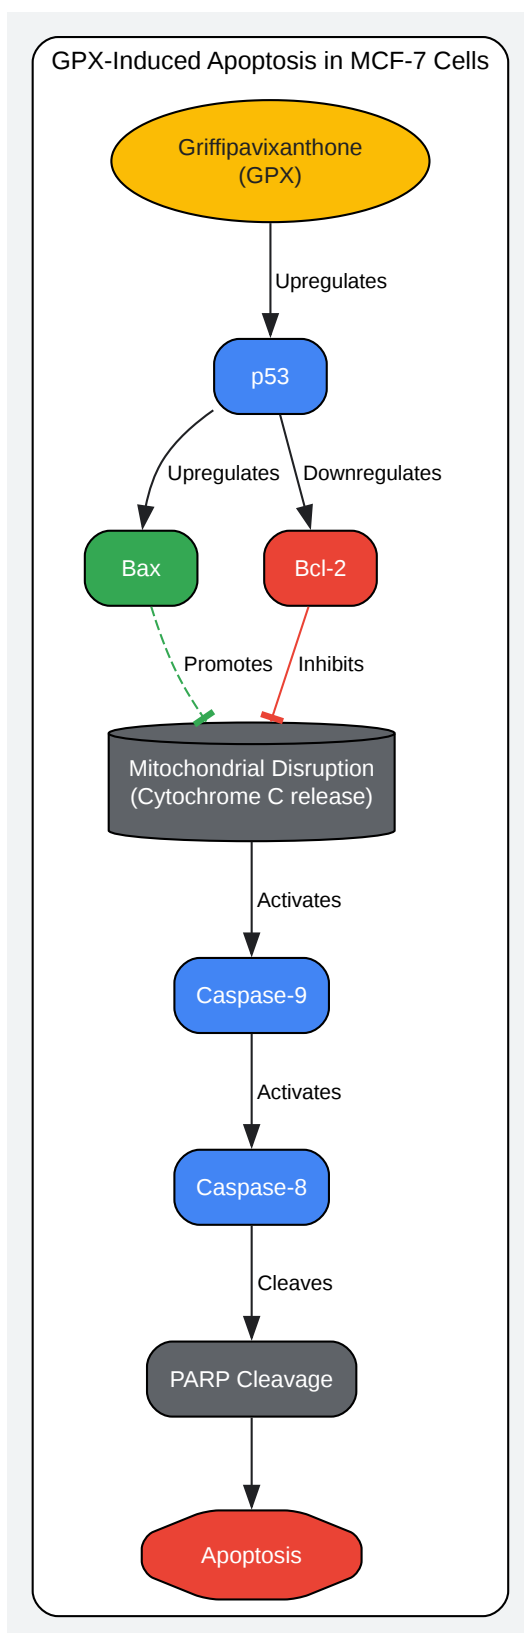 GPX-Induced Apoptosis in MCF-7 Cells
Griffipavixanthone
(GPX)
Upregulates
p53
Upregulates
Downregulates
Bax
Bcl-2
Promotes
Inhibits
Mitochondrial Disruption
(Cytochrome C release)
Activates
Caspase-9
Activates
Caspase-8
Cleaves
PARP Cleavage
Apoptosis